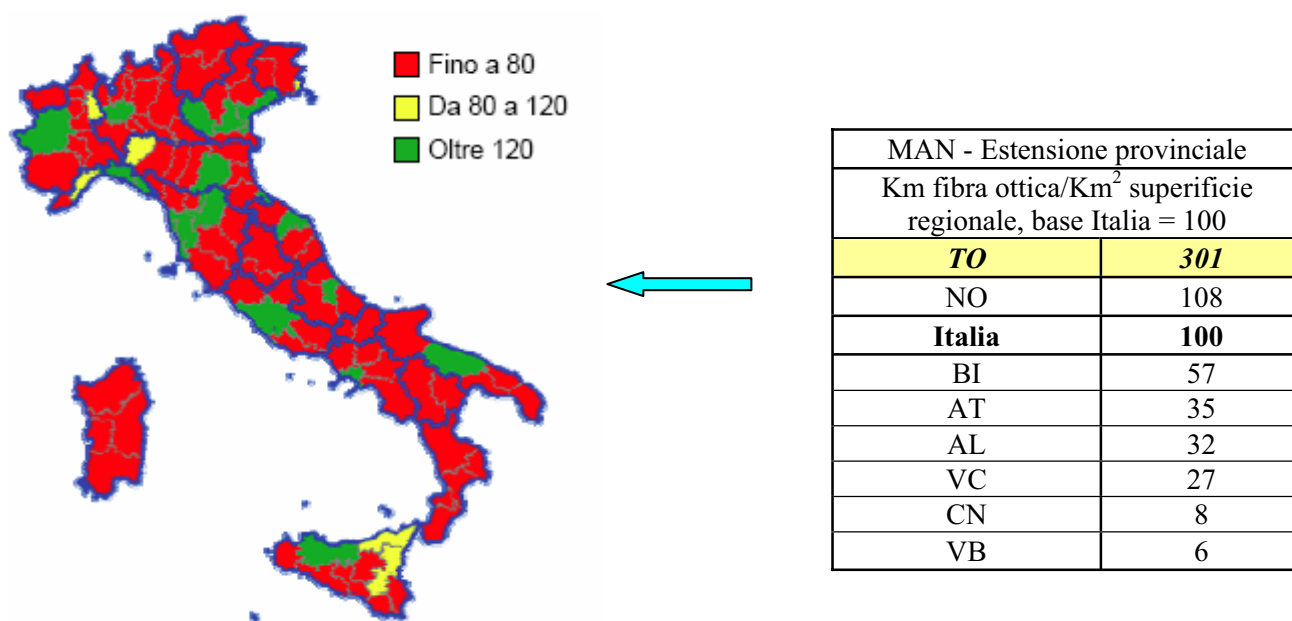 Fino a 80
Da 80 a 120
Oltre 120
MAN - Estensione provinciale
Km fibra ottica/Km² superificie
regionale, base Italia = 100
TO 301
NO 108
Italia 100
BI 57
AT 35
AL 32
VC 27
CN 8
VB 6